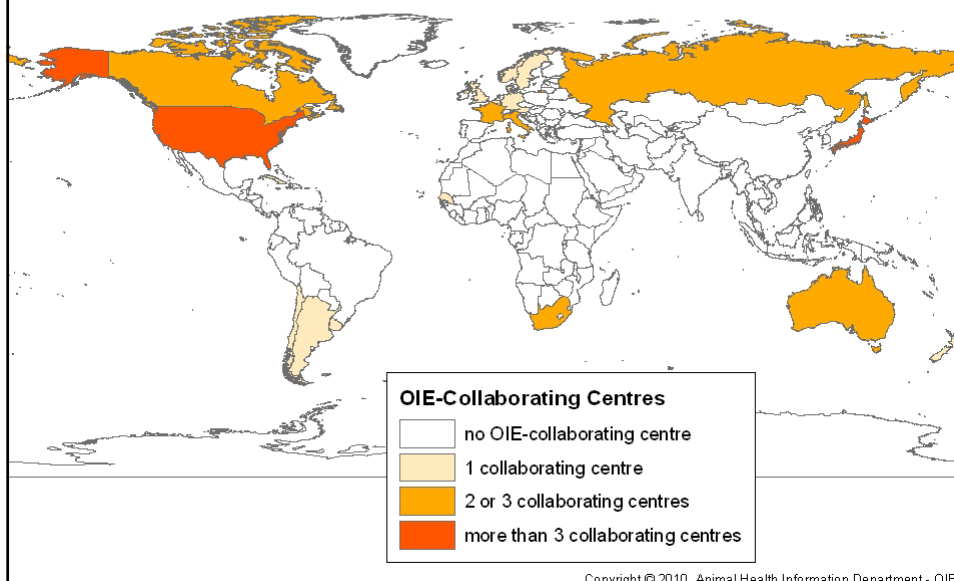 OIE-Collaborating Centres
no OIE-collaborating centre
1 collaborating centre
2 or 3 collaborating centres
more than 3 collaborating centres
Copyright © 2010 Animal Health Information Department - OIE